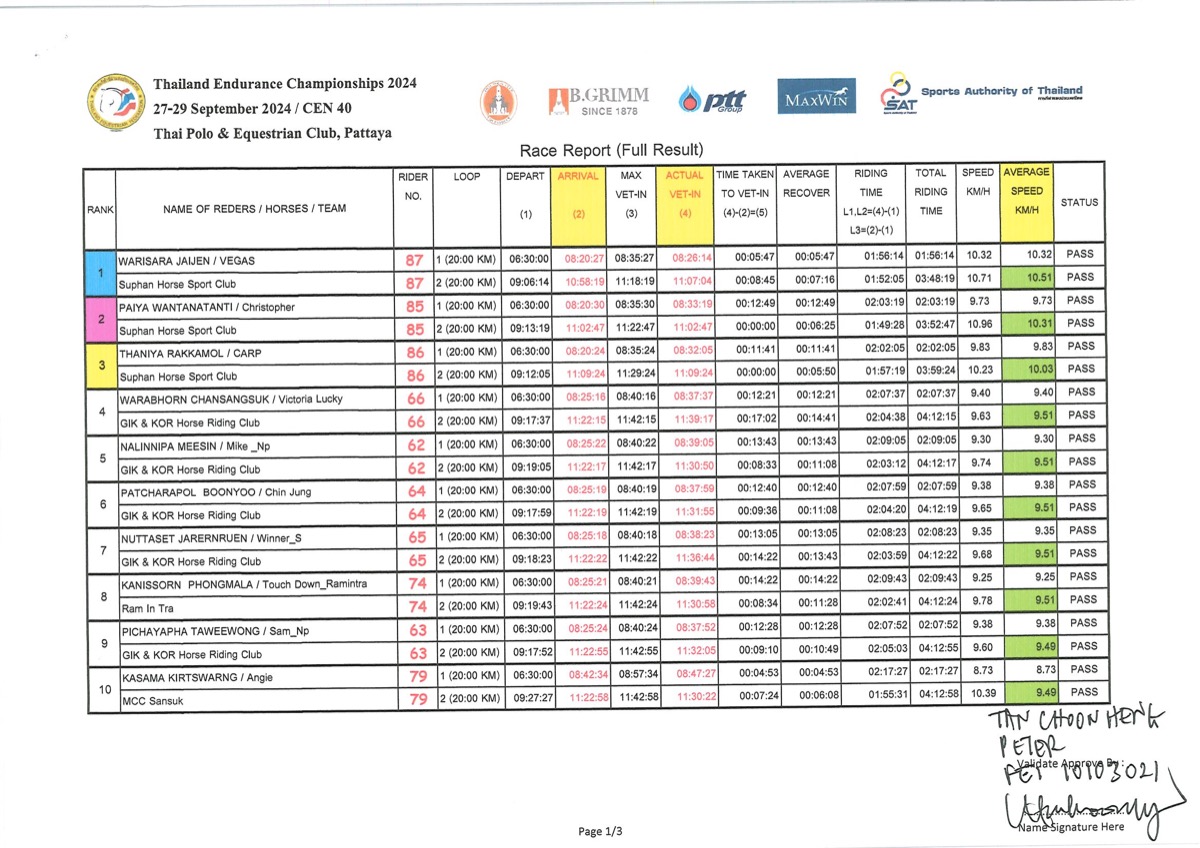 Thailand Endurance Championships 2024
27-29 September 2024 / CEN 40
Thai Polo & Equestrian Club, Pattaya
B.GRIMM
SINCE 1878
ptt
Group
MAXWIN
SAT
Sports Authority of Thailand
Race Report (Full Result)
RANK NAME OF REDERS / HORSES / TEAM RIDER NO. LOOP DEPART (1) ARRIVAL (2) MAX VET-IN (3) ACTUAL VET-IN (4) TIME TAKEN TO VET-IN (4)-(2)=(5) AVERAGE RECOVER RIDING TIME L1,L2=(4)-(1) L3=(2)-(1) TOTAL RIDING TIME SPEED KM/H AVERAGE SPEED KM/H STATUS
1 WARISARA JAIJEN / VEGAS 87 1 (20:00 KM) 06:30:00 08:20:27 08:35:27 08:26:14 00:05:47 00:05:47 01:56:14 01:56:14 10.32 10.32 PASS
Suphan Horse Sport Club 87 2 (20:00 KM) 09:06:14 10:58:19 11:18:19 11:07:04 00:08:45 00:07:16 01:52:05 03:48:19 10.71 10.51 PASS
2 PAIYA WANTANATANTI / Christopher 85 1 (20:00 KM) 06:30:00 08:20:30 08:35:30 08:33:19 00:12:49 00:12:49 02:03:19 02:03:19 9.73 9.73 PASS
Suphan Horse Sport Club 85 2 (20:00 KM) 09:13:19 11:02:47 11:22:47 11:02:47 00:00:00 00:06:25 01:49:28 03:52:47 10.96 10.31 PASS
3 THANIYA RAKKAMOL / CARP 86 1 (20:00 KM) 06:30:00 08:20:24 08:35:24 08:32:05 00:11:41 00:11:41 02:02:05 02:02:05 9.83 9.83 PASS
Suphan Horse Sport Club 86 2 (20:00 KM) 09:12:05 11:09:24 11:29:24 11:09:24 00:00:00 00:05:50 01:57:19 03:59:24 10.23 10.03 PASS
4 WARABHORN CHANSANGSUK / Victoria Lucky 66 1 (20:00 KM) 06:30:00 08:25:16 08:40:16 08:37:37 00:12:21 00:12:21 02:07:37 02:07:37 9.40 9.40 PASS
GIK & KOR Horse Riding Club 66 2 (20:00 KM) 09:17:37 11:22:15 11:42:15 11:39:17 00:17:02 00:14:41 02:04:38 04:12:15 9.63 9.51 PASS
5 NALINNIPA MEESIN / Mike _Np 62 1 (20:00 KM) 06:30:00 08:25:22 08:40:22 08:39:05 00:13:43 00:13:43 02:09:05 02:09:05 9.30 9.30 PASS
GIK & KOR Horse Riding Club 62 2 (20:00 KM) 09:19:05 11:22:17 11:42:17 11:30:50 00:08:33 00:11:08 02:03:12 04:12:17 9.74 9.51 PASS
6 PATCHARAPOL BOONYOO / Chin Jung 64 1 (20:00 KM) 06:30:00 08:25:19 08:40:19 08:37:59 00:12:40 00:12:40 02:07:59 02:07:59 9.38 9.38 PASS
GIK & KOR Horse Riding Club 64 2 (20:00 KM) 09:17:59 11:22:19 11:42:19 11:31:55 00:09:36 00:11:08 02:04:20 04:12:19 9.65 9.51 PASS
7 NUTTASET JARERNRUEN / Winner_S 65 1 (20:00 KM) 06:30:00 08:25:18 08:40:18 08:38:23 00:13:05 00:13:05 02:08:23 02:08:23 9.35 9.35 PASS
GIK & KOR Horse Riding Club 65 2 (20:00 KM) 09:18:23 11:22:22 11:42:22 11:36:44 00:14:22 00:13:43 02:03:59 04:12:22 9.68 9.51 PASS
8 KANISSORN PHONGMALA / Touch Down_Ramintra 74 1 (20:00 KM) 06:30:00 08:25:21 08:40:21 08:39:43 00:14:22 00:14:22 02:09:43 02:09:43 9.25 9.25 PASS
Ram In Tra 74 2 (20:00 KM) 09:19:43 11:22:24 11:42:24 11:30:58 00:08:34 00:11:28 02:02:41 04:12:24 9.78 9.51 PASS
9 PICHAYAPHA TAWEEWONG / Sam_Np 63 1 (20:00 KM) 06:30:00 08:25:24 08:40:24 08:37:52 00:12:28 00:12:28 02:07:52 02:07:52 9.38 9.38 PASS
GIK & KOR Horse Riding Club 63 2 (20:00 KM) 09:17:52 11:22:55 11:42:55 11:32:05 00:09:10 00:10:49 02:05:03 04:12:55 9.60 9.49 PASS
10 KASAMA KIRTSWARNG / Angie 79 1 (20:00 KM) 06:30:00 08:42:34 08:57:34 08:47:27 00:04:53 00:04:53 02:17:27 02:17:27 8.73 8.73 PASS
MCC Sansuk 79 2 (20:00 KM) 09:27:27 11:22:58 11:42:58 11:30:22 00:07:24 00:06:08 01:55:31 04:12:58 10.39 9.49 PASS
TAN CHOON HENG
PETER
Validate Approve By :
FEI 10103021
Name Signature Here
Page 1/3